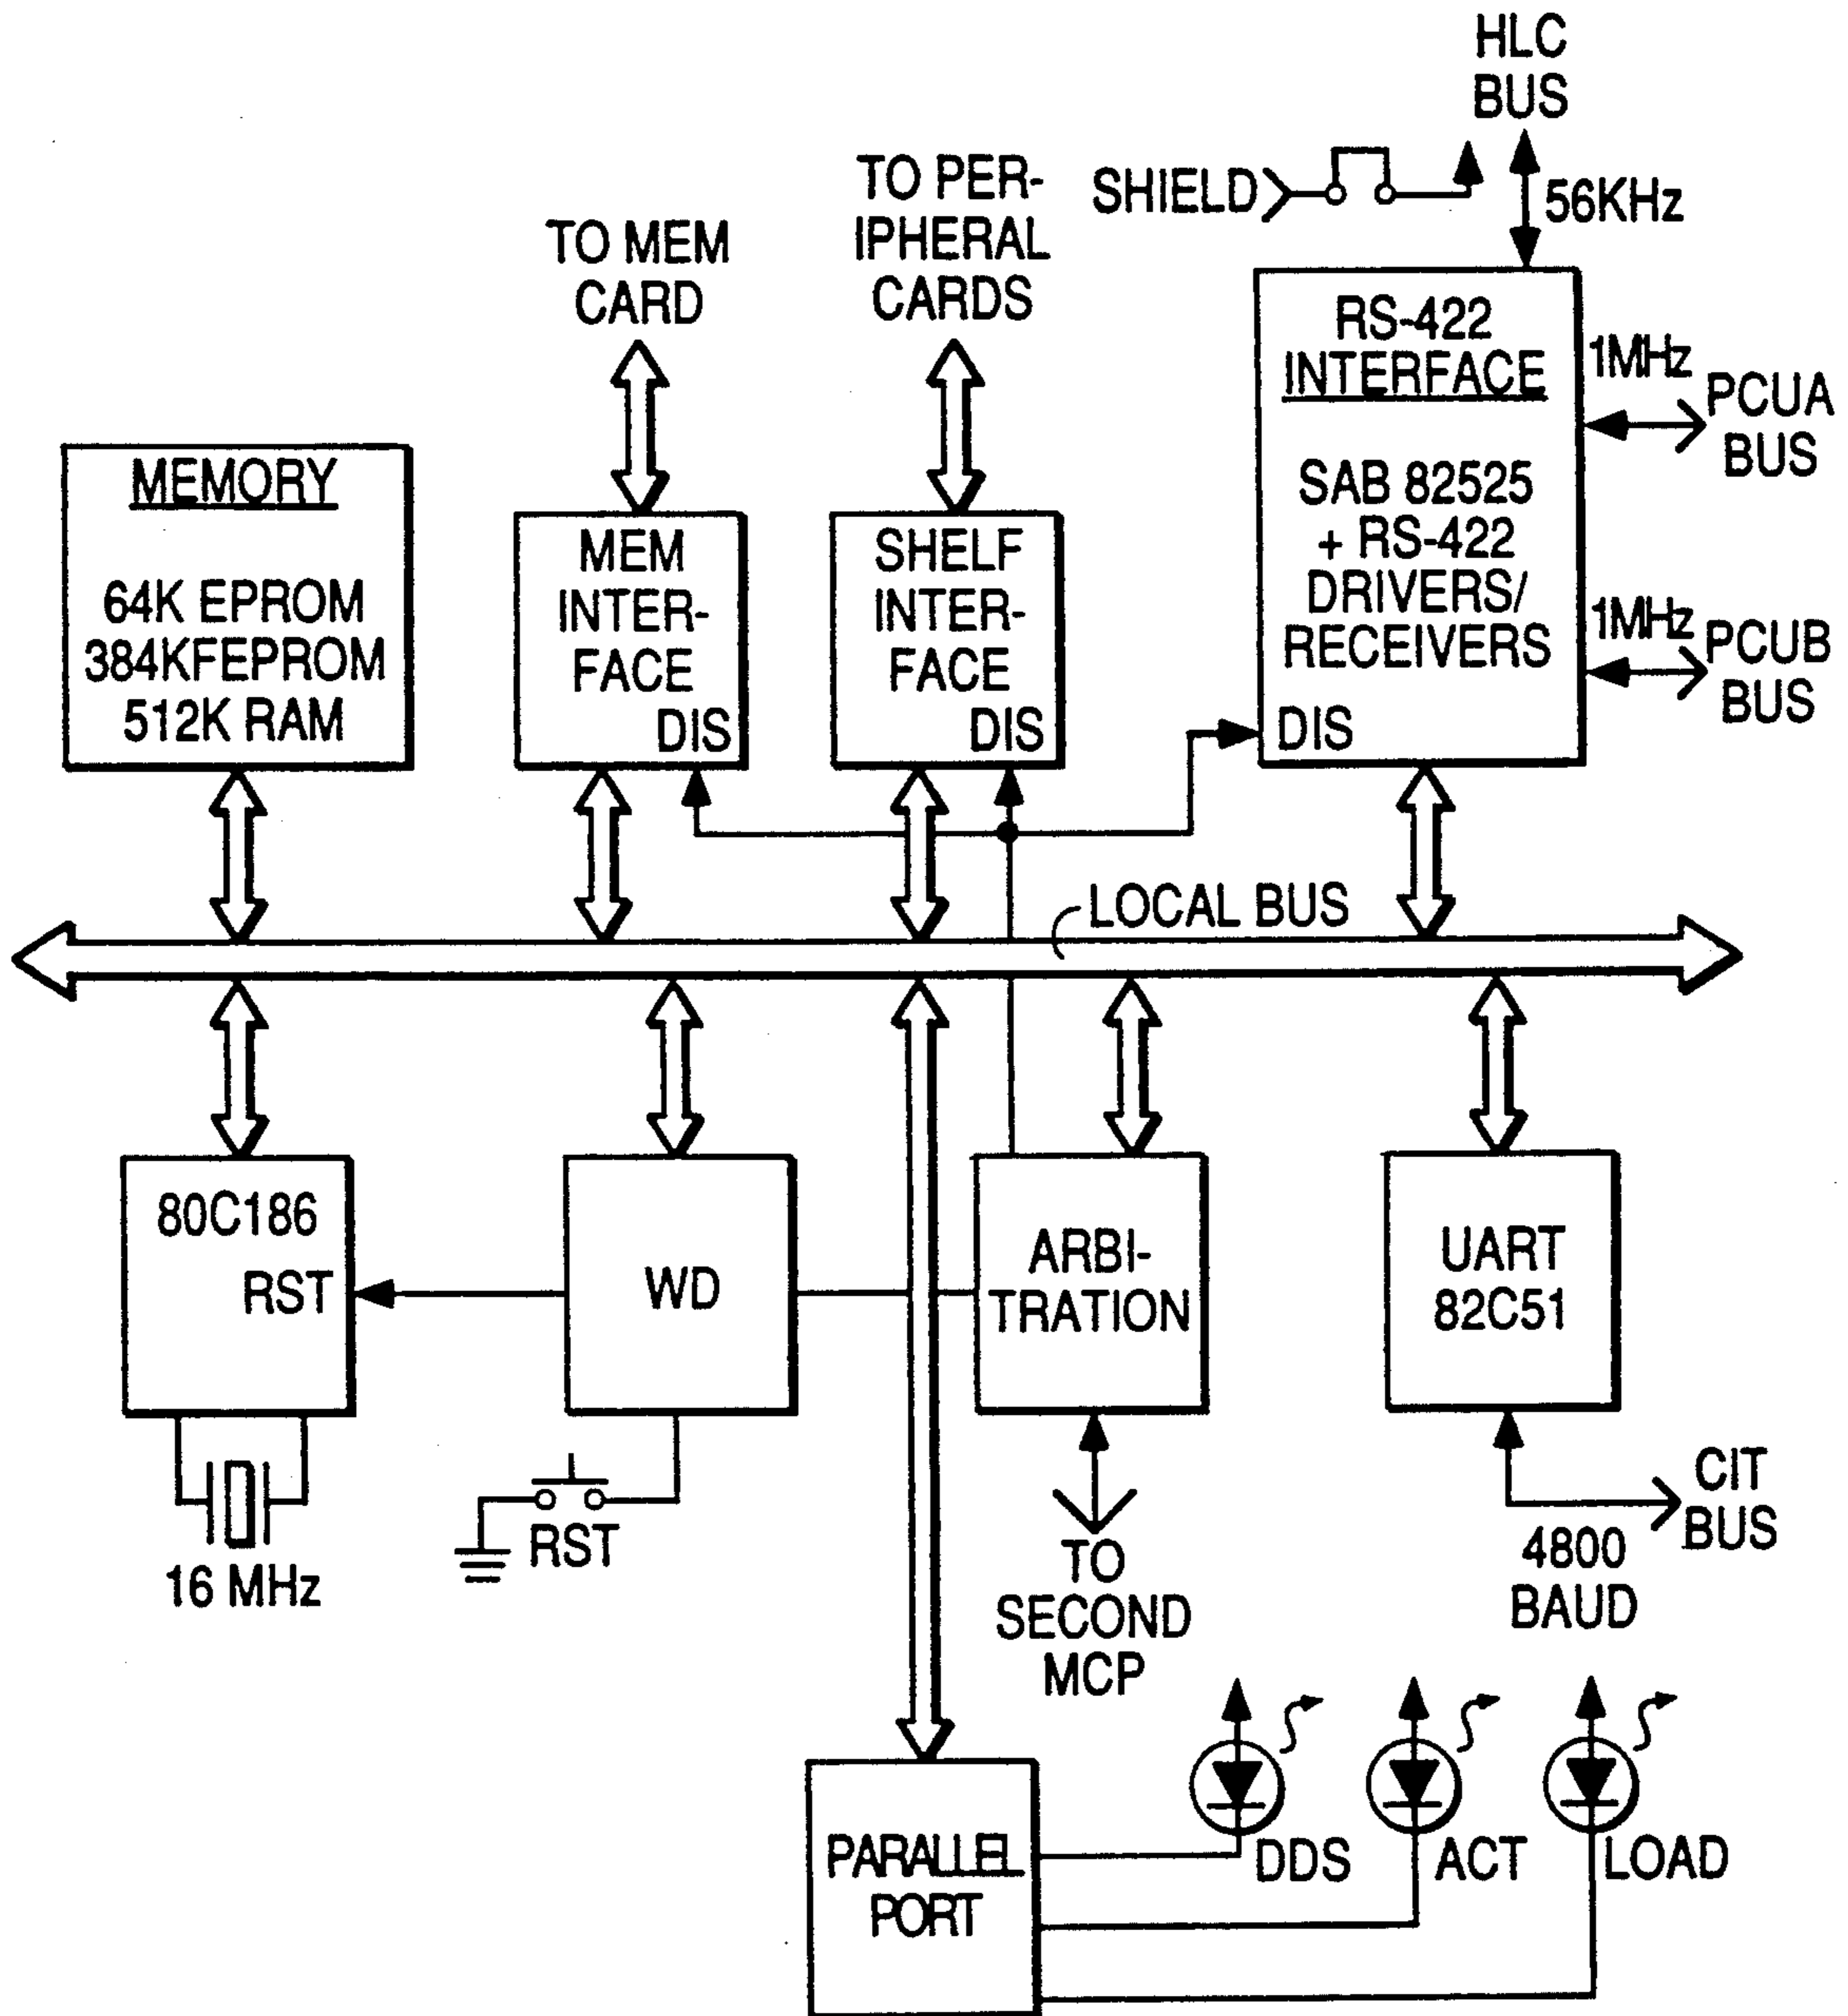 HLC
BUS
SHIELD
56KHz
TO PER-
IPHERAL
CARDS
TO MEM
CARD
RS-422
INTERFACE
SAB 82525
+ RS-422
DRIVERS/
RECEIVERS
DIS
1MHz
PCUA
BUS
1MHz
PCUB
BUS
MEMORY
64K EPROM
384KFEPROM
512K RAM
MEM
INTER-
FACE
DIS
SHELF
INTER-
FACE
DIS
LOCAL BUS
80C186
RST
WD
ARBI-
TRATION
UART
82C51
16 MHz
RST
TO
SECOND
MCP
CIT
BUS
4800
BAUD
PARALLEL
PORT
DDS
ACT
LOAD